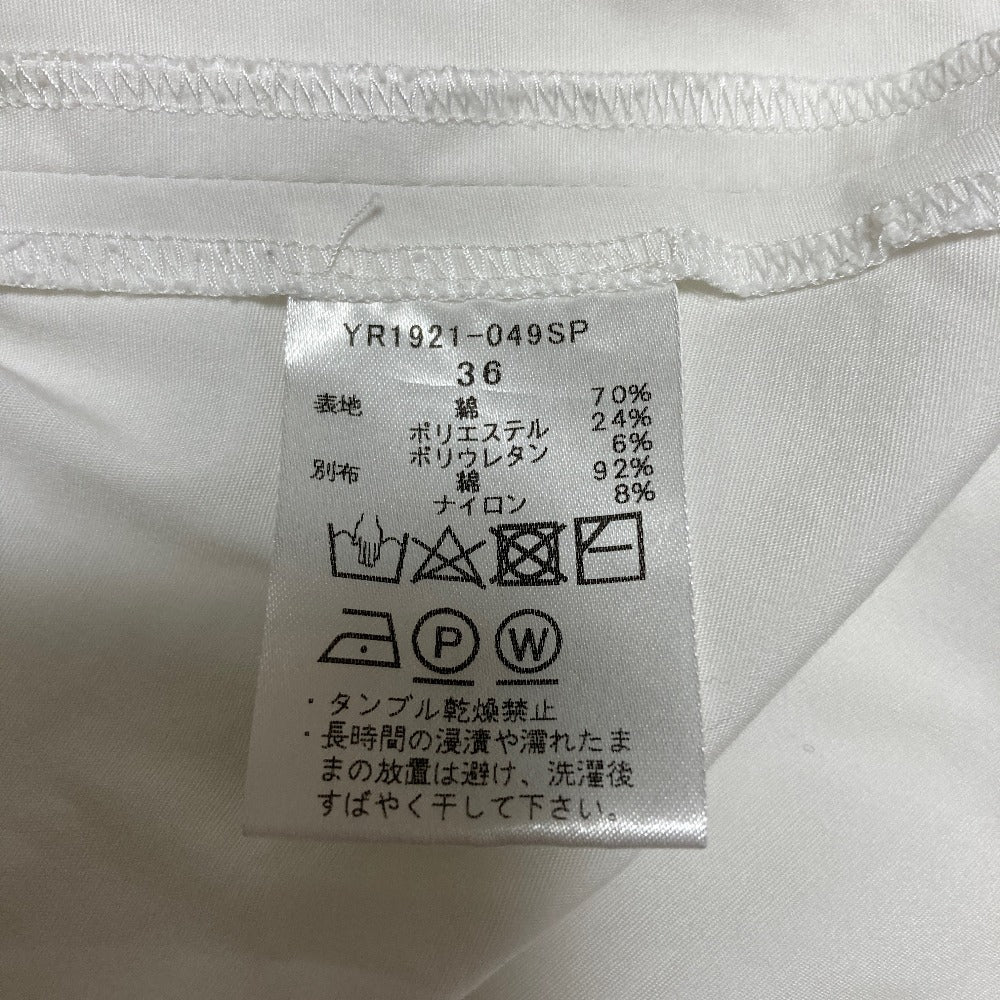 YR1921-049SP
36
表地 綿 70%
ポリエステル 24%
ポリウレタン 6%
別布 綿 92%
ナイロン 8%
P W
・タンブル乾燥禁止
・長時間の浸漬や濡れたま
まの放置は避け、洗濯後
すばやく干して下さい。